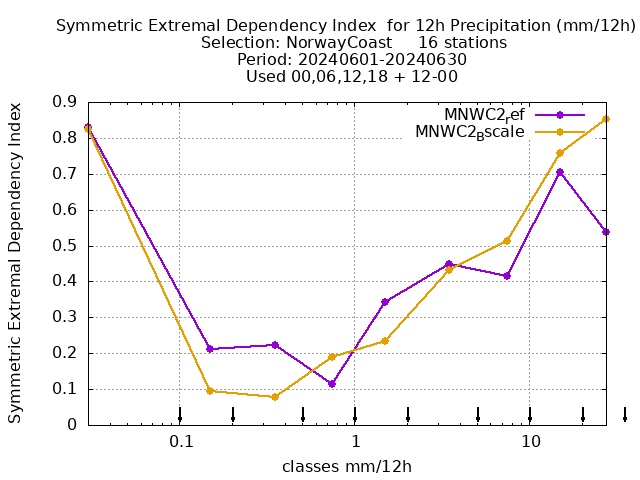 Symmetric Extremal Dependency Index  for 12h Precipitation (mm/12h)
Selection: NorwayCoast     16 stations
Period: 20240601-20240630
Used 00,06,12,18 + 12-00
Symmetric Extremal Dependency Index
0.9
0.8
0.7
0.6
0.5
0.4
0.3
0.2
0.1
0
MNWC2ref
MNWC2Bscale
0.1 1 10
classes mm/12h